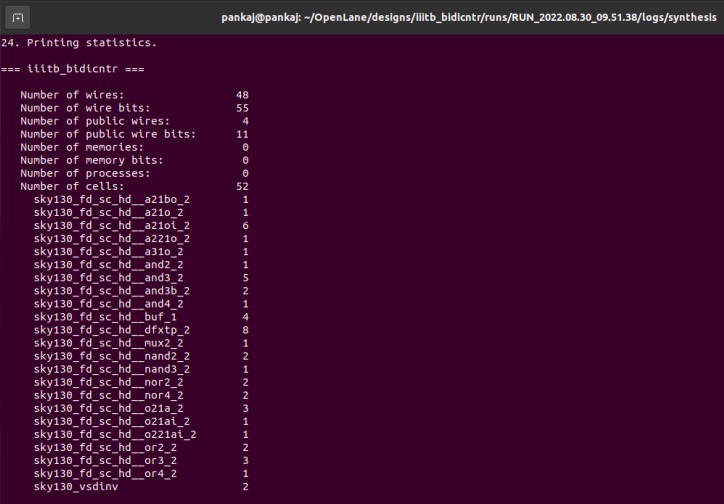 pankaj@pankaj: ~/OpenLane/designs/iiitb_bidicntr/runs/RUN_2022.08.30_09.51.38/logs/synthesis
24. Printing statistics.
=== iiitb_bidicntr ===
Number of wires: 48
Number of wire bits: 55
Number of public wires: 4
Number of public wire bits: 11
Number of memories: 0
Number of memory bits: 0
Number of processes: 0
Number of cells: 52
sky130_fd_sc_hd__a21bo_2 1
sky130_fd_sc_hd__a21o_2 1
sky130_fd_sc_hd__a21oi_2 6
sky130_fd_sc_hd__a221o_2 1
sky130_fd_sc_hd__a31o_2 1
sky130_fd_sc_hd__and2_2 1
sky130_fd_sc_hd__and3_2 5
sky130_fd_sc_hd__and3b_2 2
sky130_fd_sc_hd__and4_2 1
sky130_fd_sc_hd__buf_1 4
sky130_fd_sc_hd__dfxtp_2 8
sky130_fd_sc_hd__mux2_2 1
sky130_fd_sc_hd__nand2_2 2
sky130_fd_sc_hd__nand3_2 1
sky130_fd_sc_hd__nor2_2 2
sky130_fd_sc_hd__nor4_2 2
sky130_fd_sc_hd__o21a_2 3
sky130_fd_sc_hd__o21ai_2 1
sky130_fd_sc_hd__o221ai_2 1
sky130_fd_sc_hd__or2_2 2
sky130_fd_sc_hd__or3_2 3
sky130_fd_sc_hd__or4_2 1
sky130_vsdinv 2